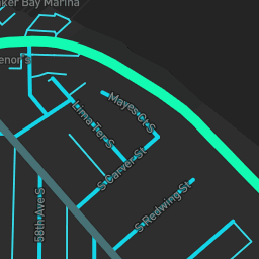 ker Bay Marina
enor's
Mayes Ct S
Lima Ter S
S Carver St
58th Ave S
S Redwing St